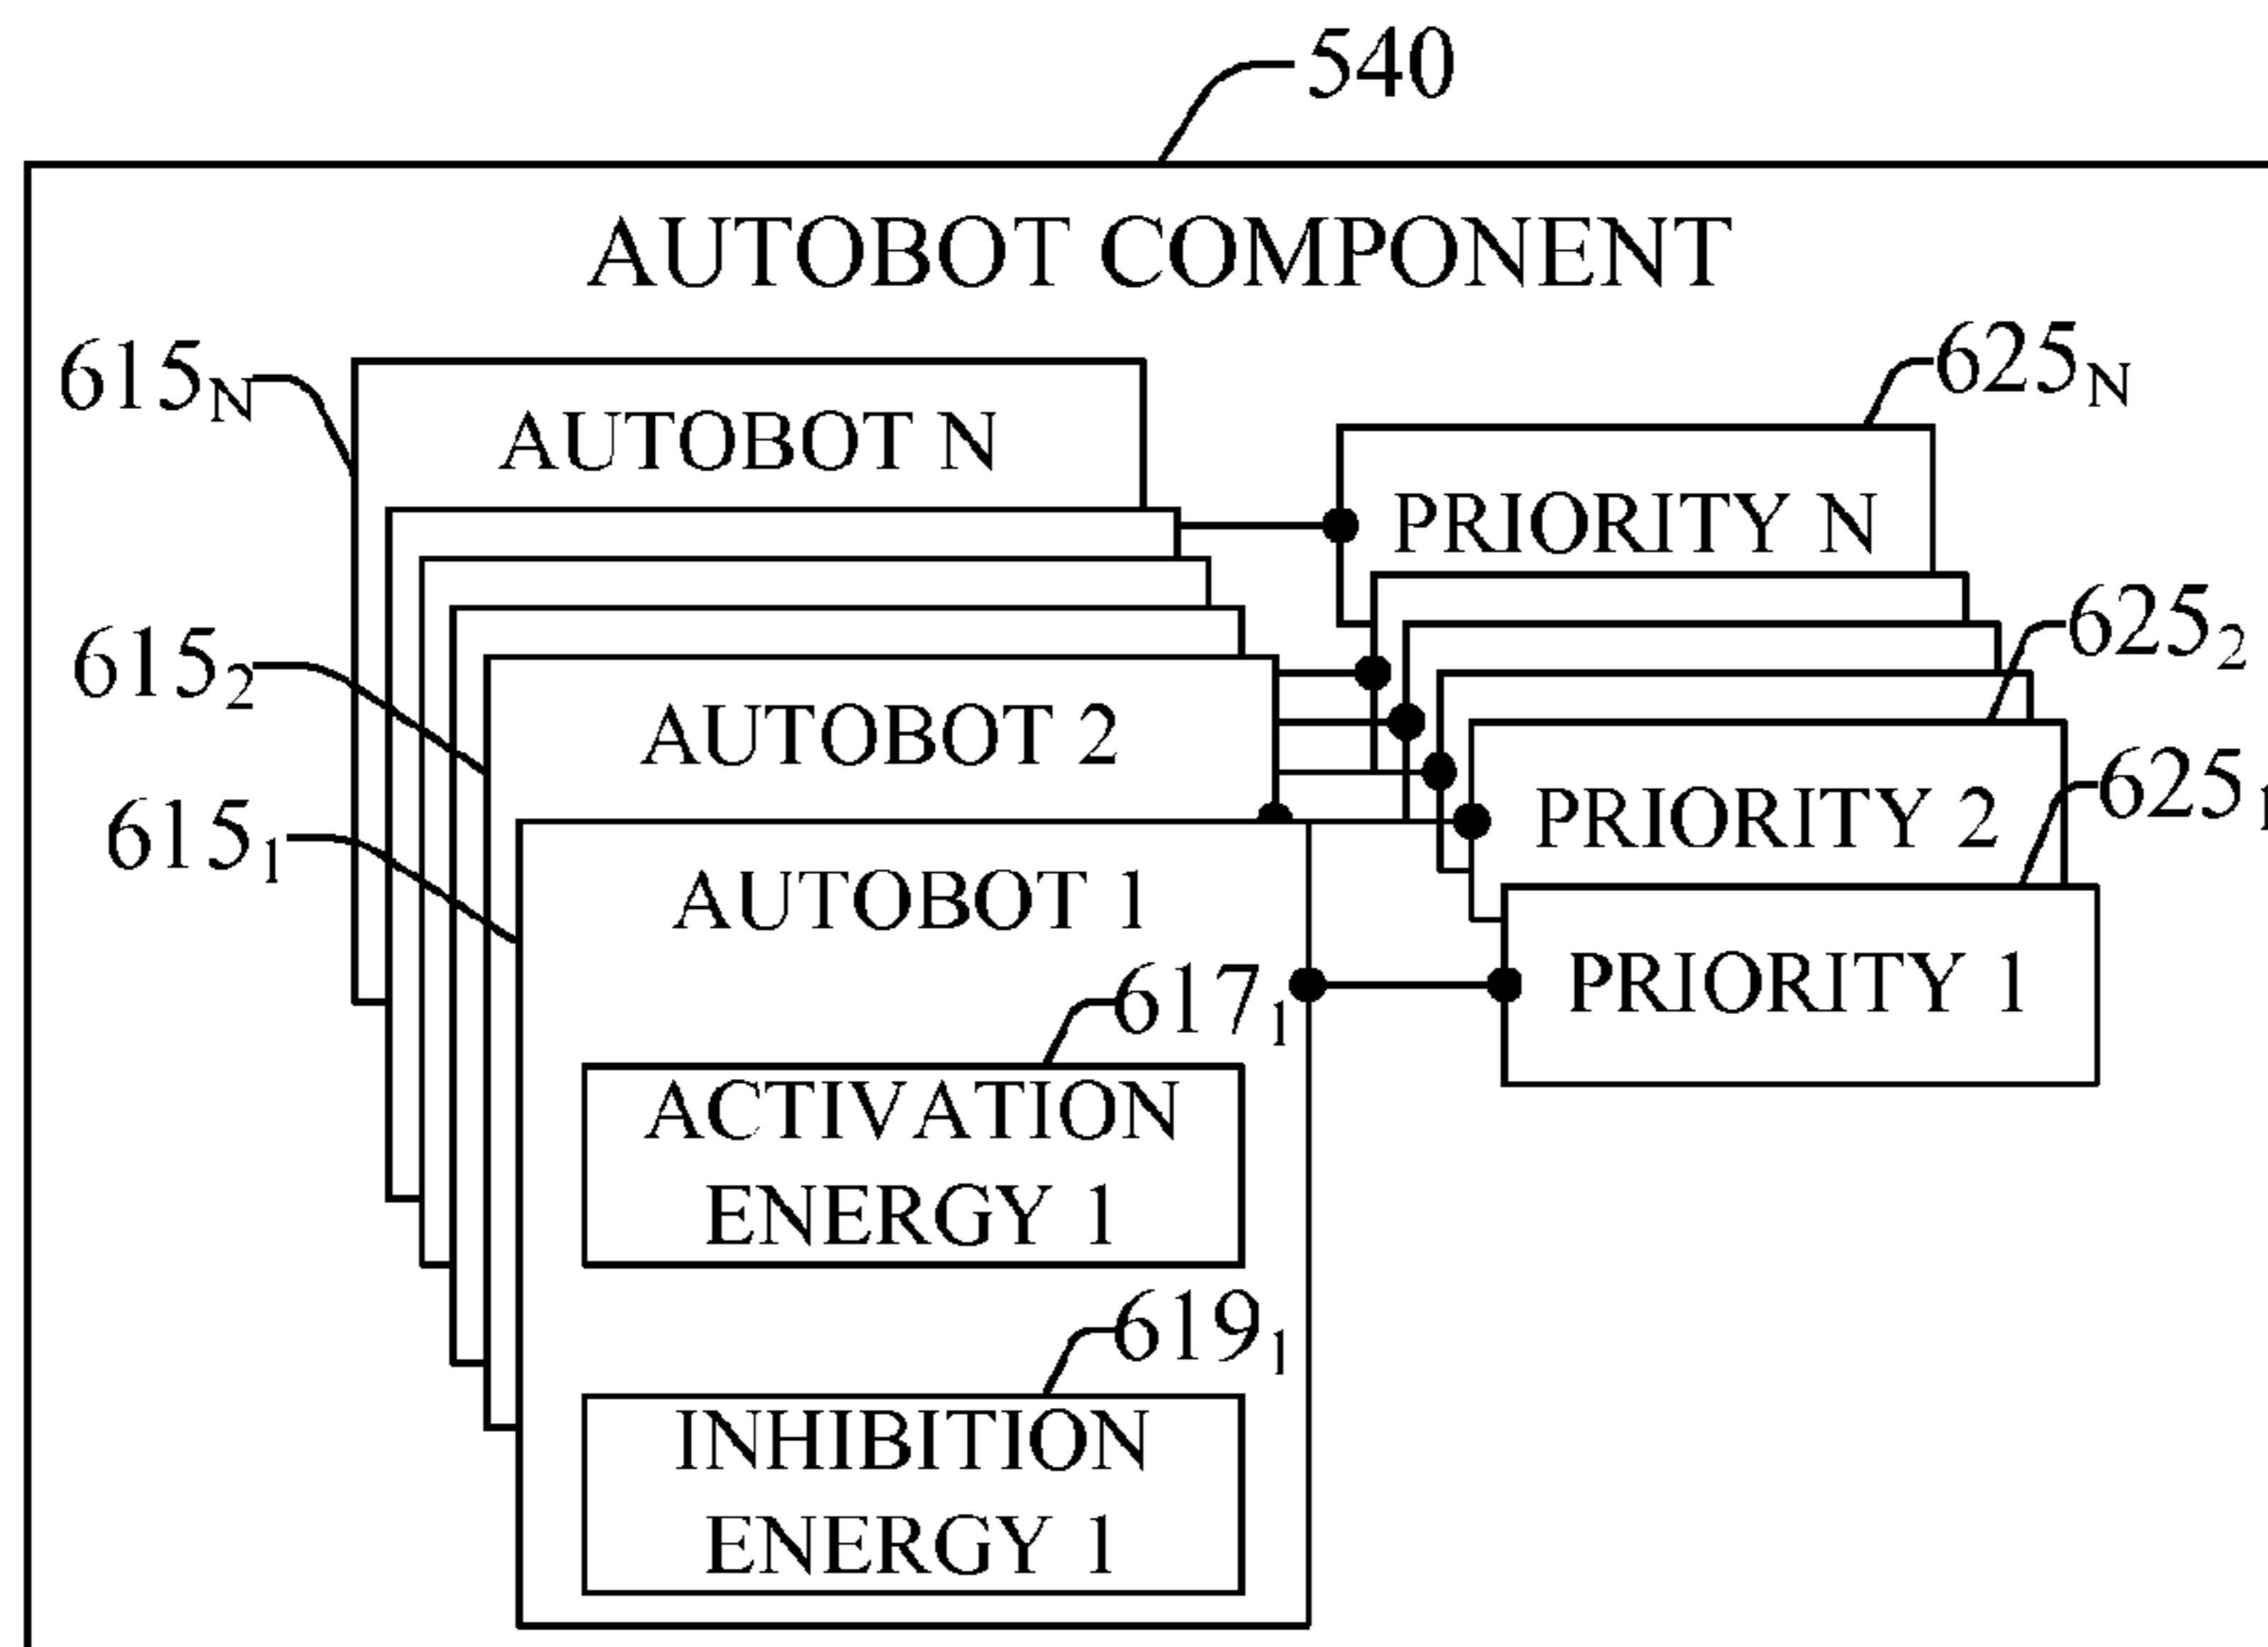 540
AUTOBOT COMPONENT
615N
625N
AUTOBOT N
PRIORITY N
6152
6252
AUTOBOT 2
PRIORITY 2
6251
6151
AUTOBOT 1
PRIORITY 1
6171
ACTIVATION
ENERGY 1
6191
INHIBITION
ENERGY 1